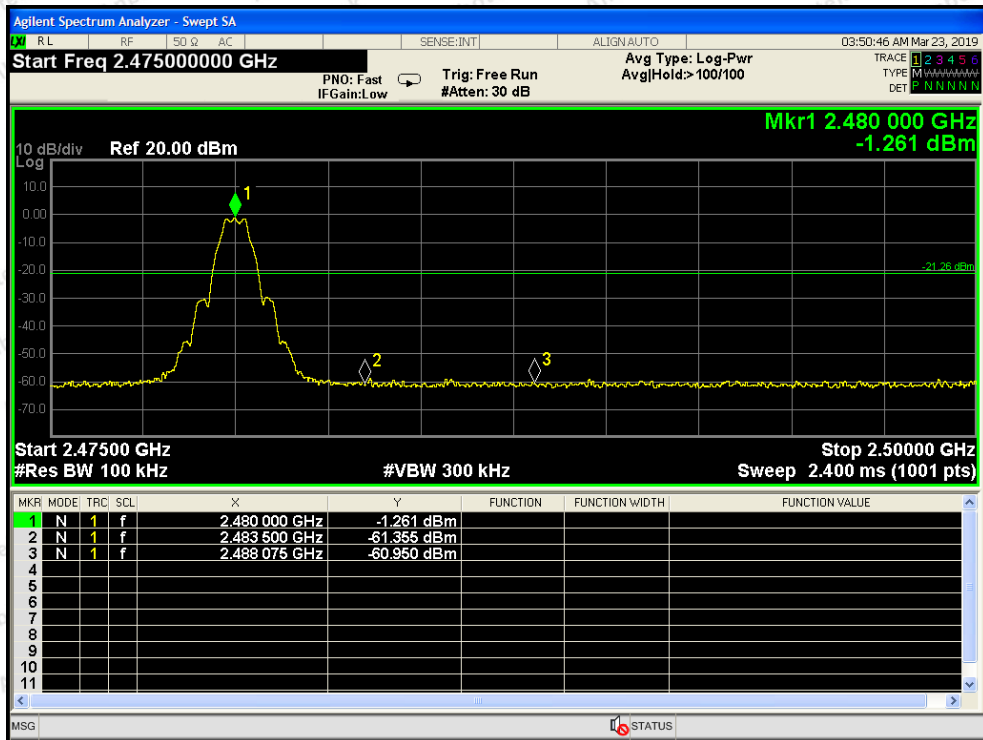 Agilent Spectrum Analyzer - Swept SA
LXI RL RF 50 Ω AC SENSE:INT ALIGN AUTO 03:50:46 AM Mar 23, 2019
Start Freq 2.475000000 GHz
PNO: Fast
IFGain:Low
Trig: Free Run
#Atten: 30 dB
Avg Type: Log-Pwr
Avg|Hold:> 100/100
TRACE 1 2 3 4 5 6
TYPE M
DET P N N N N N
Mkr1 2.480 000 GHz
-1.261 dBm
10 dB/div Ref 20.00 dBm
Log
10.0
0.00
-10.0
-20.0
-30.0
-40.0
-50.0
-60.0
-70.0
1
-21.26 dBm
2
3
Start 2.47500 GHz Stop 2.50000 GHz
#Res BW 100 kHz #VBW 300 kHz Sweep 2.400 ms (1001 pts)
MKR MODE TRC SCL X Y FUNCTION FUNCTION WIDTH FUNCTION VALUE
1 N 1 f 2.480 000 GHz -1.261 dBm
2 N 1 f 2.483 500 GHz -61.355 dBm
3 N 1 f 2.488 075 GHz -60.950 dBm
4
5
6
7
8
9
10
11
MSG STATUS